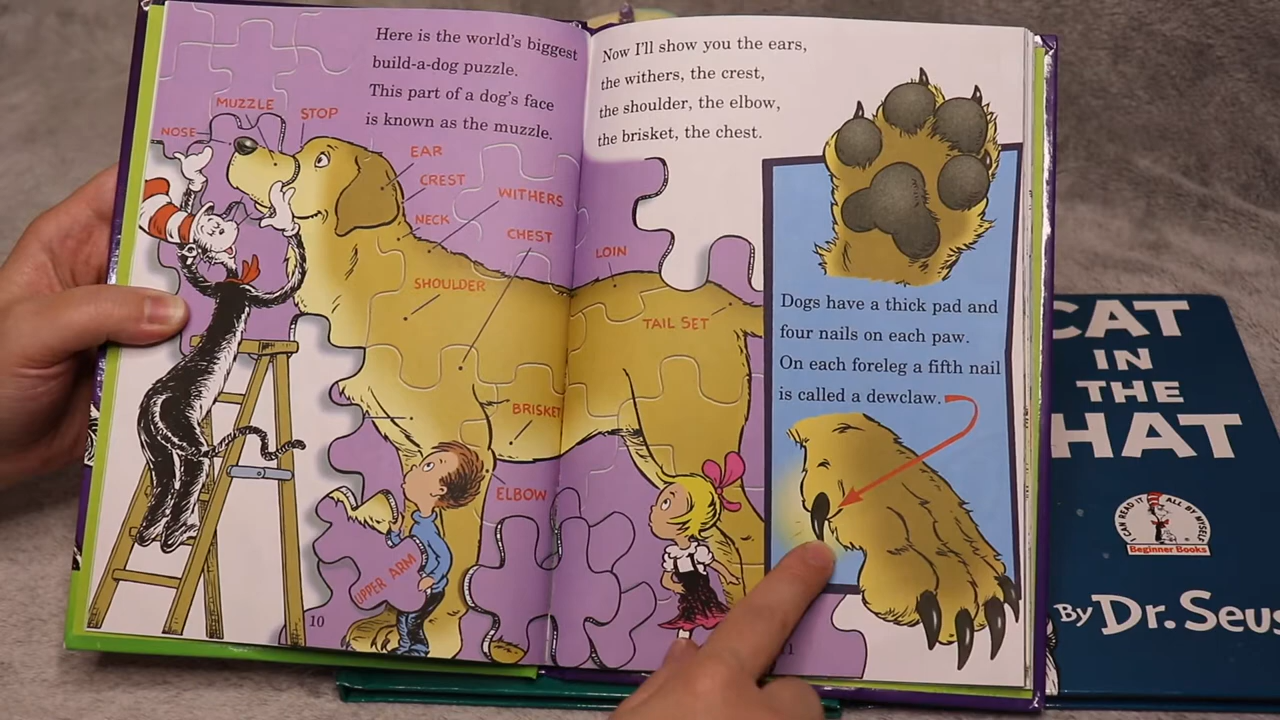 Here is the world's biggest
build-a-dog puzzle.
This part of a dog's face
is known as the muzzle.
MUZZLE
STOP
NOSE
EAR
CREST
WITHERS
NECK
CHEST
SHOULDER
BRISKET
ELBOW
UPPER ARM
10
Now I'll show you the ears,
the withers, the crest,
the shoulder, the elbow,
the brisket, the chest.
LOIN
TAIL SET
Dogs have a thick pad and
four nails on each paw.
On each foreleg a fifth nail
is called a dewclaw.
CAT
IN
THE
HAT
I CAN READ IT ALL BY MYSELF
Beginner Books
By Dr. Seus